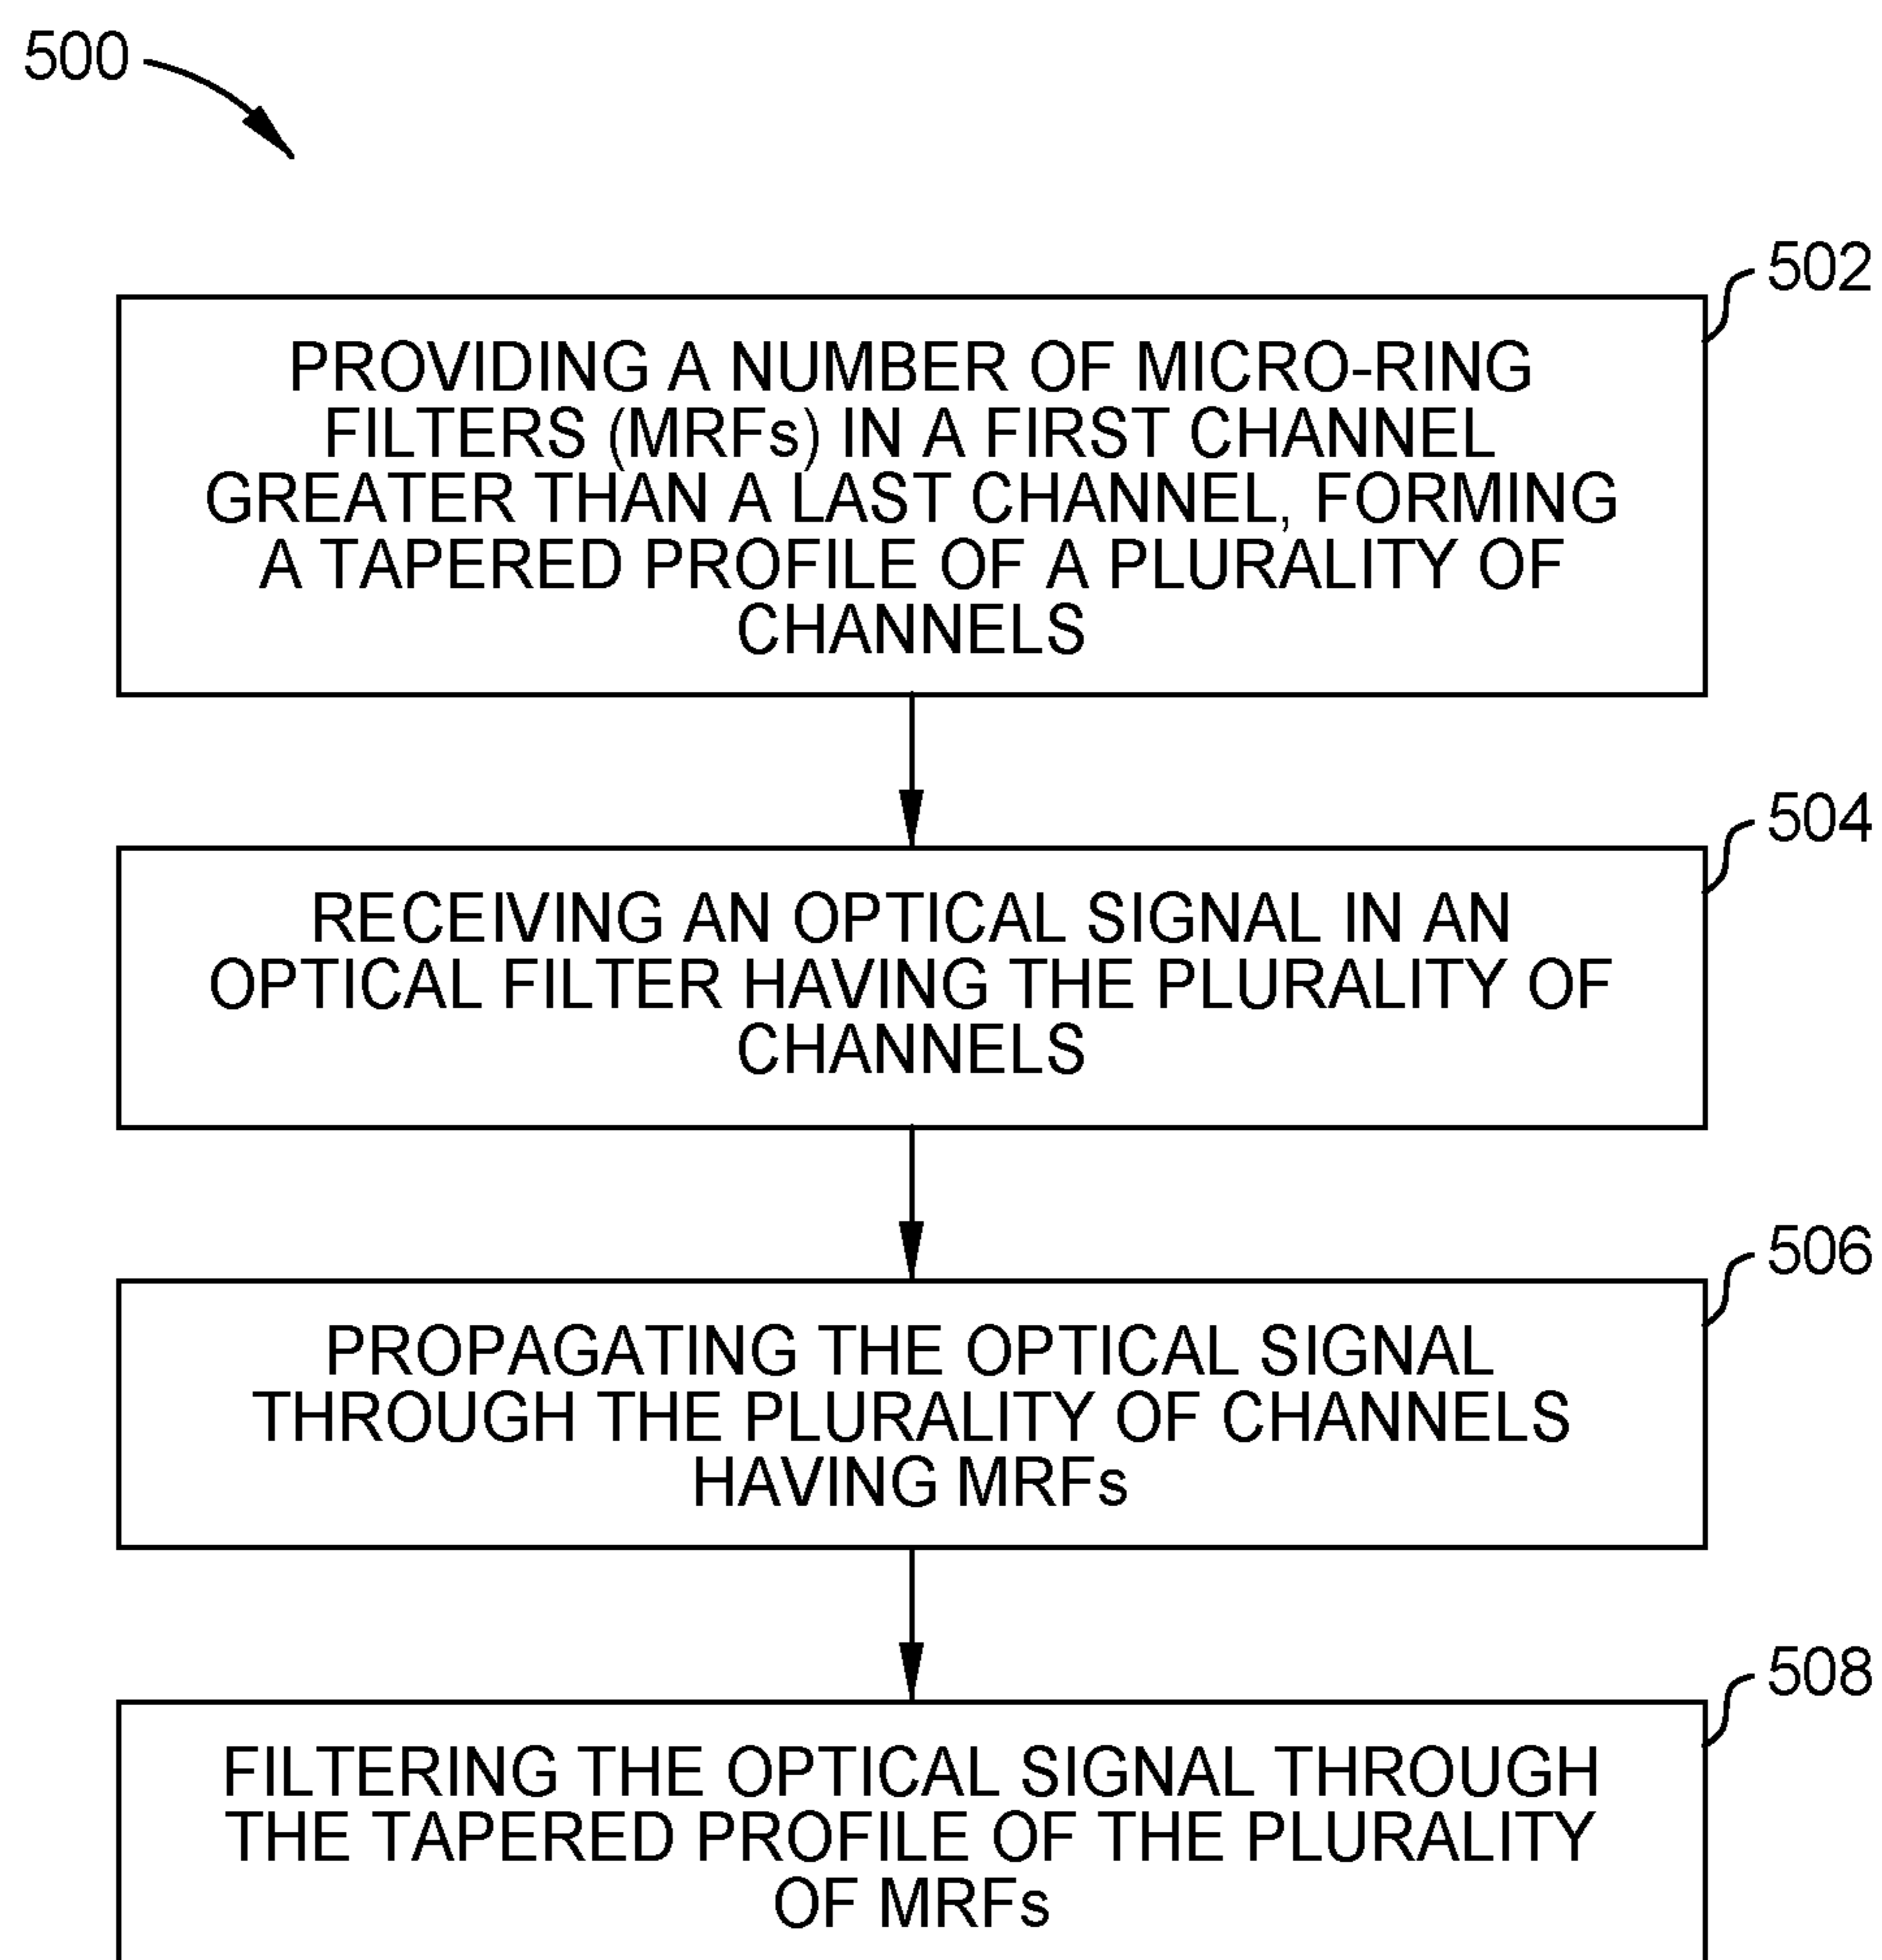 500
502
PROVIDING A NUMBER OF MICRO-RING
FILTERS (MRFs) IN A FIRST CHANNEL
GREATER THAN A LAST CHANNEL, FORMING
A TAPERED PROFILE OF A PLURALITY OF
CHANNELS
504
RECEIVING AN OPTICAL SIGNAL IN AN
OPTICAL FILTER HAVING THE PLURALITY OF
CHANNELS
506
PROPAGATING THE OPTICAL SIGNAL
THROUGH THE PLURALITY OF CHANNELS
HAVING MRFs
508
FILTERING THE OPTICAL SIGNAL THROUGH
THE TAPERED PROFILE OF THE PLURALITY
OF MRFs